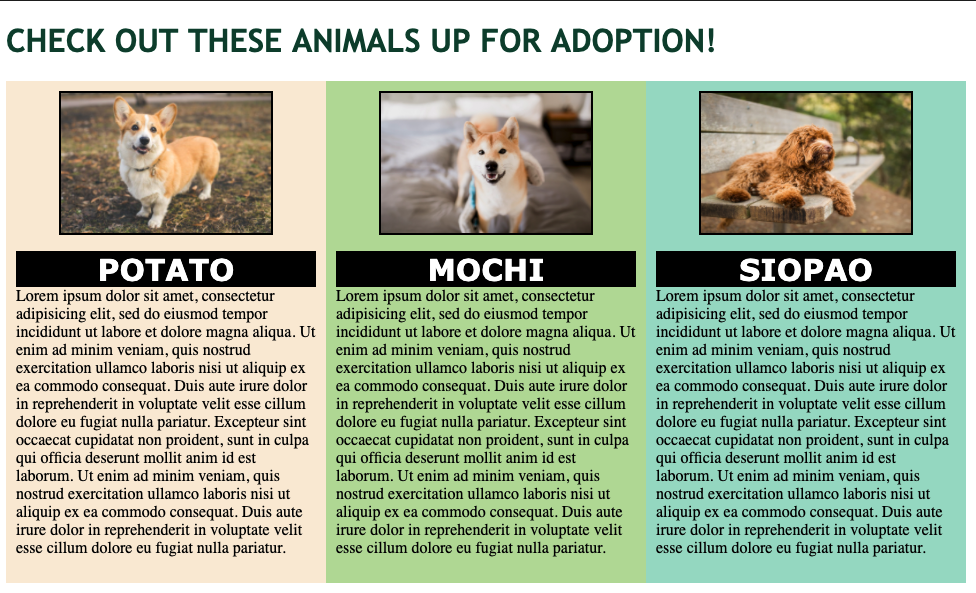 CHECK OUT THESE ANIMALS UP FOR ADOPTION!
POTATO
Lorem ipsum dolor sit amet, consectetur
adipisicing elit, sed do eiusmod tempor
incididunt ut labore et dolore magna aliqua. Ut
enim ad minim veniam, quis nostrud
exercitation ullamco laboris nisi ut aliquip ex
ea commodo consequat. Duis aute irure dolor
in reprehenderit in voluptate velit esse cillum
dolore eu fugiat nulla pariatur. Excepteur sint
occaecat cupidatat non proident, sunt in culpa
qui officia deserunt mollit anim id est
laborum. Ut enim ad minim veniam, quis
nostrud exercitation ullamco laboris nisi ut
aliquip ex ea commodo consequat. Duis aute
irure dolor in reprehenderit in voluptate velit
esse cillum dolore eu fugiat nulla pariatur.
MOCHI
Lorem ipsum dolor sit amet, consectetur
adipisicing elit, sed do eiusmod tempor
incididunt ut labore et dolore magna aliqua. Ut
enim ad minim veniam, quis nostrud
exercitation ullamco laboris nisi ut aliquip ex
ea commodo consequat. Duis aute irure dolor
in reprehenderit in voluptate velit esse cillum
dolore eu fugiat nulla pariatur. Excepteur sint
occaecat cupidatat non proident, sunt in culpa
qui officia deserunt mollit anim id est
laborum. Ut enim ad minim veniam, quis
nostrud exercitation ullamco laboris nisi ut
aliquip ex ea commodo consequat. Duis aute
irure dolor in reprehenderit in voluptate velit
esse cillum dolore eu fugiat nulla pariatur.
SIOPAO
Lorem ipsum dolor sit amet, consectetur
adipisicing elit, sed do eiusmod tempor
incididunt ut labore et dolore magna aliqua. Ut
enim ad minim veniam, quis nostrud
exercitation ullamco laboris nisi ut aliquip ex
ea commodo consequat. Duis aute irure dolor
in reprehenderit in voluptate velit esse cillum
dolore eu fugiat nulla pariatur. Excepteur sint
occaecat cupidatat non proident, sunt in culpa
qui officia deserunt mollit anim id est
laborum. Ut enim ad minim veniam, quis
nostrud exercitation ullamco laboris nisi ut
aliquip ex ea commodo consequat. Duis aute
irure dolor in reprehenderit in voluptate velit
esse cillum dolore eu fugiat nulla pariatur.